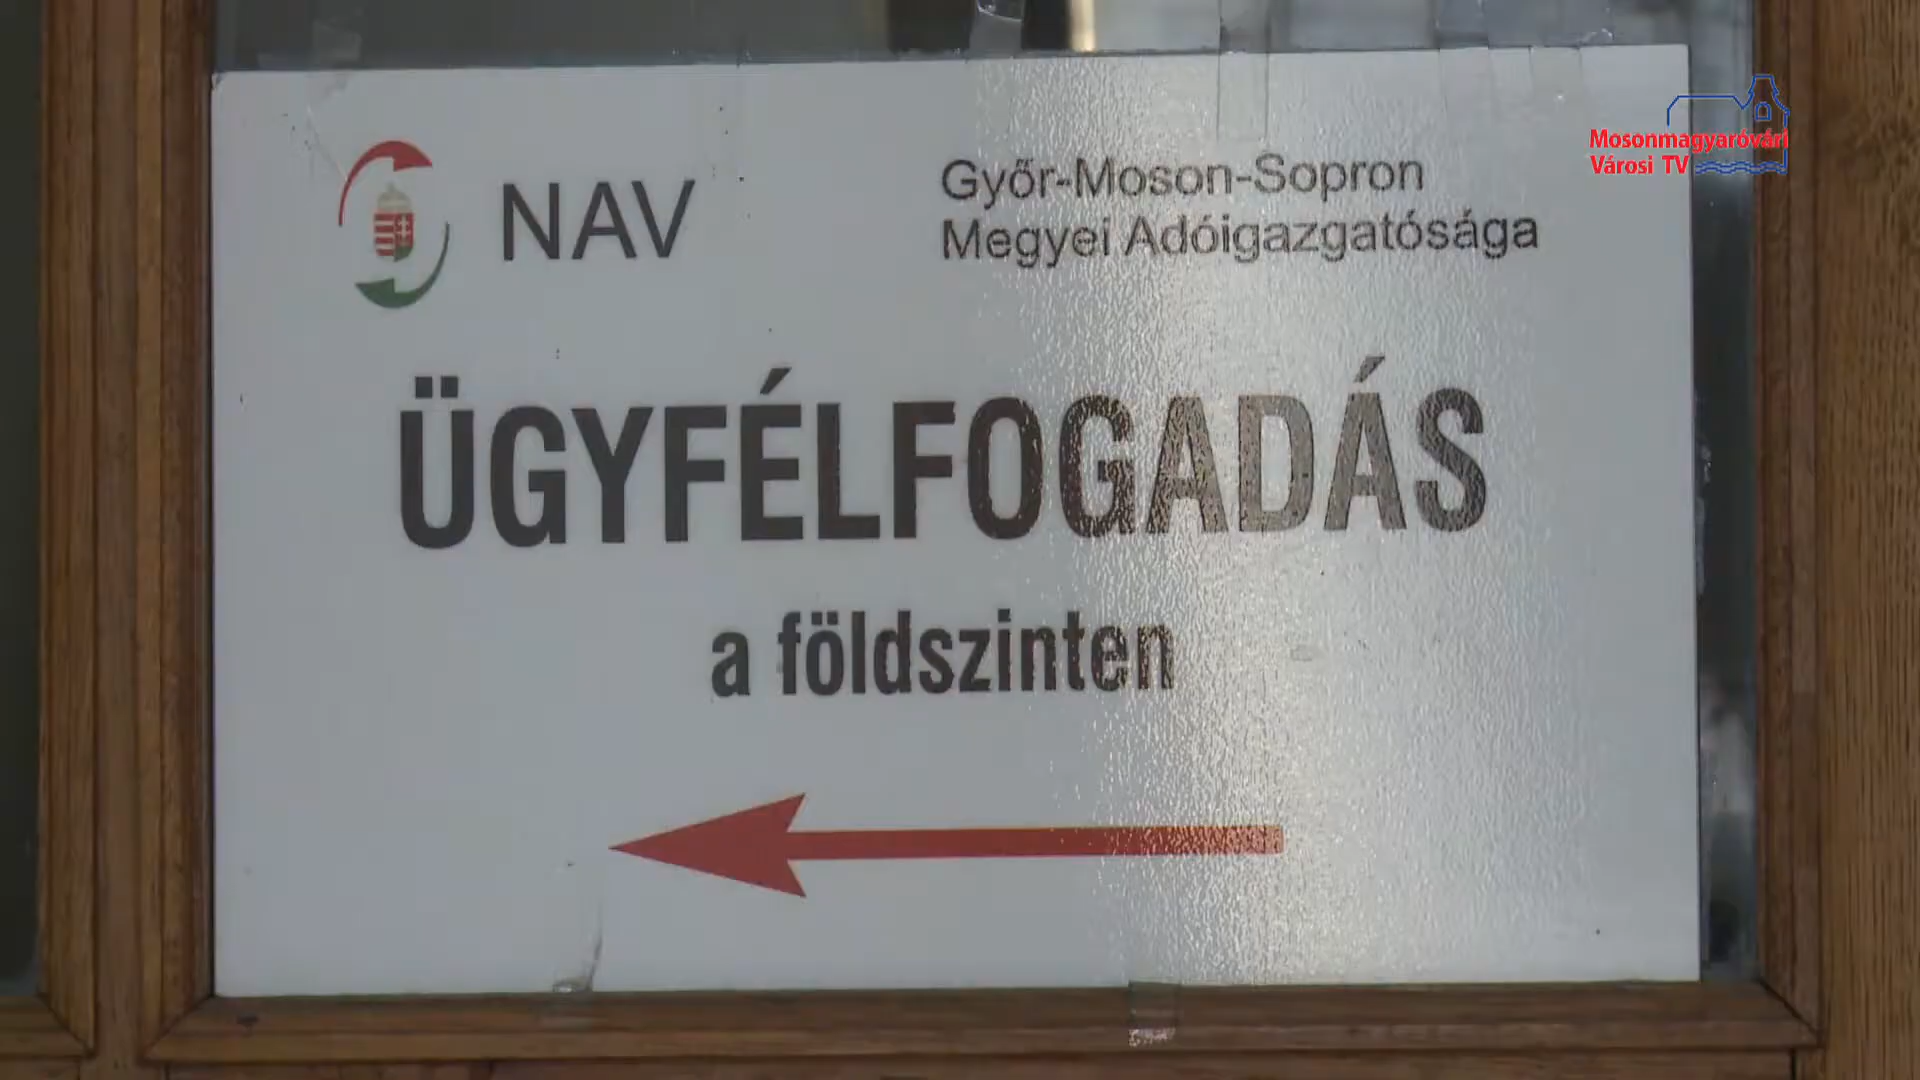 NAV
Győr-Moson-Sopron
Megyei Adóigazgatósága
ÜGYFÉLFOGADÁS
a földszinten
Mosonmagyaróvári
Városi TV